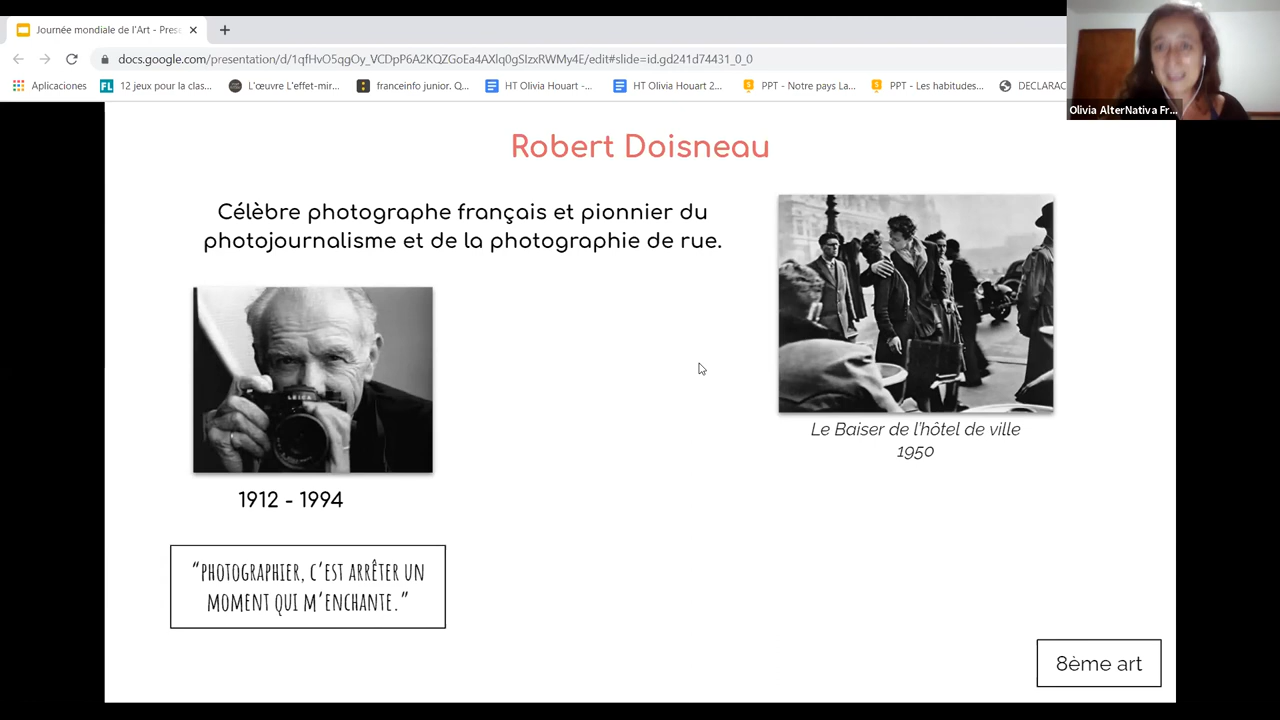 Journée mondiale de l'Art - Pres
docs.google.com/presentation/d/1qfHvO5qgOy_VCDpP6A2KQZGoEa4AXlq0gSIzxRWMy4E/edit#slide=id.gd241d74431_0_0
Aplicaciones
12 jeux pour la clas...
L'œuvre L'effet-mir...
franceinfo junior. Q...
HT Olivia Houart -...
HT Olivia Houart 2...
PPT - Notre pays La...
PPT - Les habitudes...
DECLARAC
Olivia AlterNativa Fr...
Robert Doisneau
Célèbre photographe français et pionnier du
photojournalisme et de la photographie de rue.
LEICA
1912 - 1994
Le Baiser de l'hôtel de ville
1950
“Photographier, c’est arrêter un
moment qui m’enchante.”
8ème art